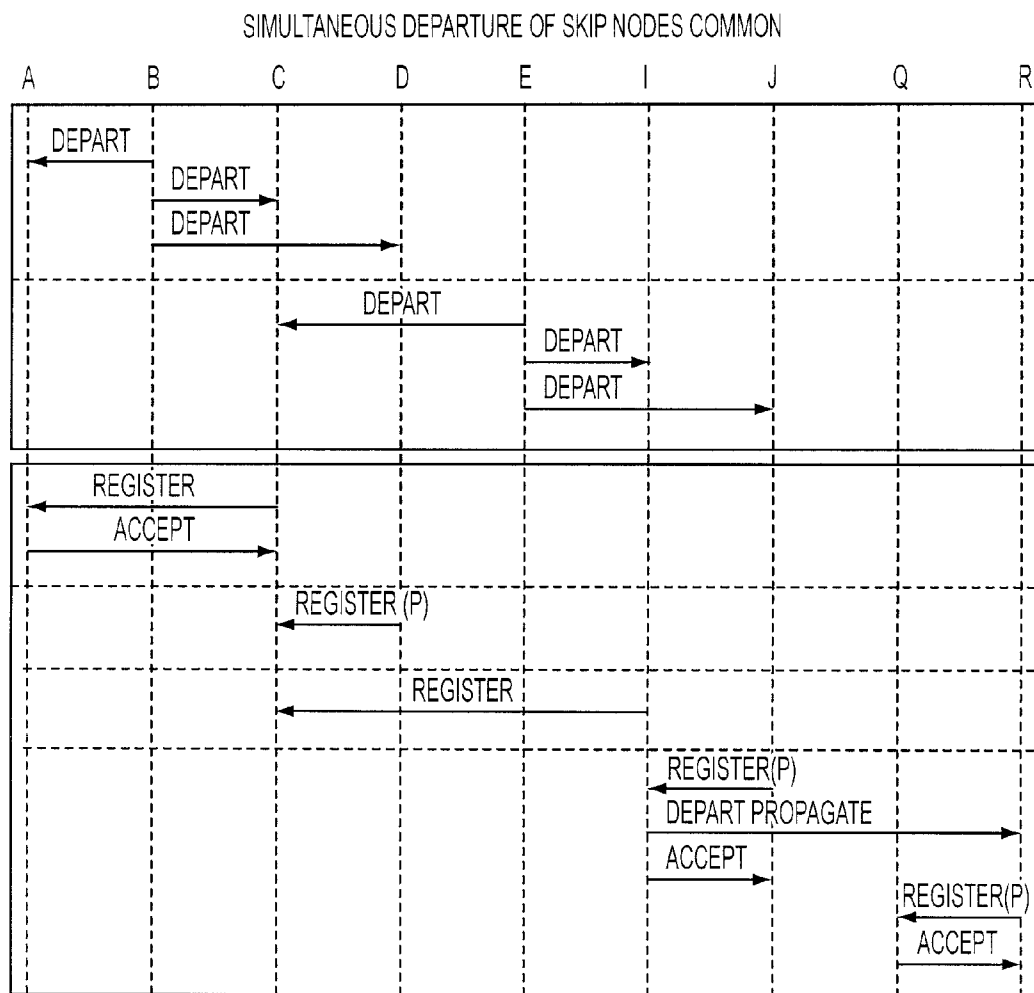 SIMULTANEOUS DEPARTURE OF SKIP NODES COMMON
A B C D E I J Q R
DEPART
DEPART
DEPART
DEPART
DEPART
DEPART
REGISTER
ACCEPT
REGISTER (P)
REGISTER
REGISTER(P)
DEPART PROPAGATE
ACCEPT
REGISTER(P)
ACCEPT